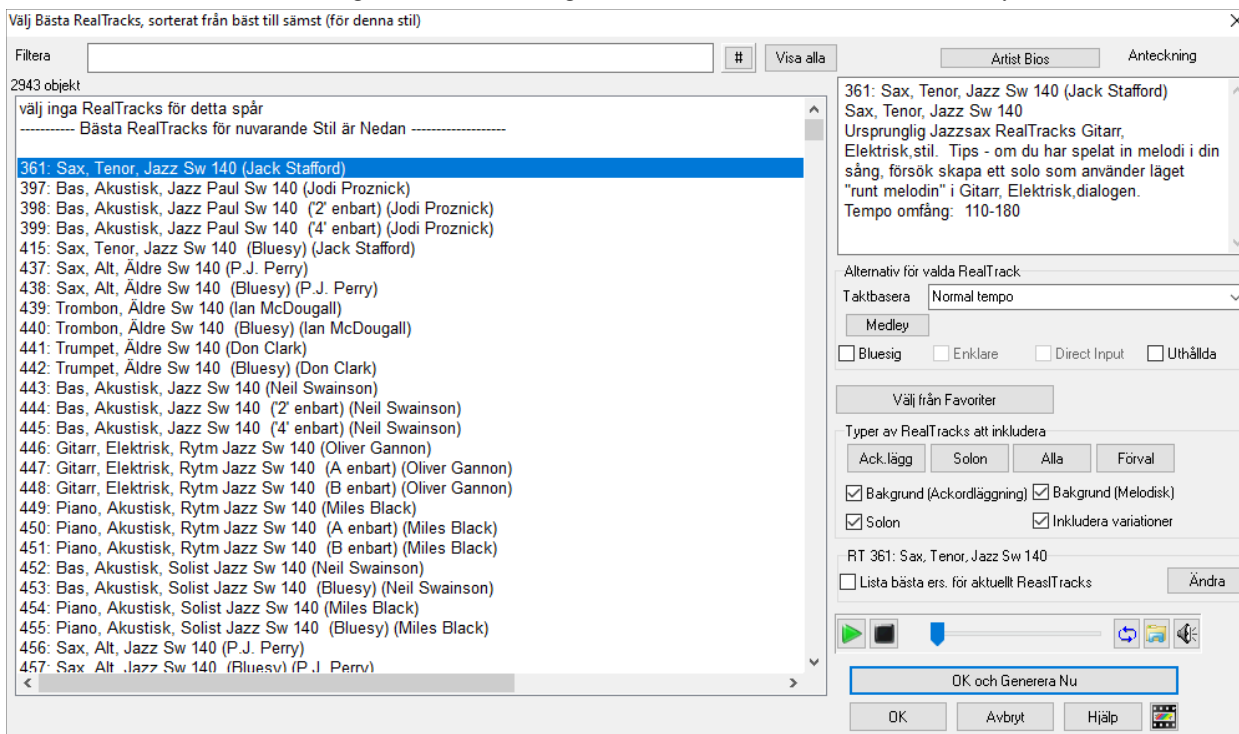 Välj Bästa RealTracks, sorterat från bäst till sämst (för denna stil)
Filtera
#
Visa alla
Artist Bios
Anteckning
2943 objekt
välj inga RealTracks för detta spår
----------- Bästa RealTracks för nuvarande Stil är Nedan -------------------
361: Sax, Tenor, Jazz Sw 140 (Jack Stafford)
397: Bas, Akustisk, Jazz Paul Sw 140 (Jodi Proznick)
398: Bas, Akustisk, Jazz Paul Sw 140 ('2' enbart) (Jodi Proznick)
399: Bas, Akustisk, Jazz Paul Sw 140 ('4' enbart) (Jodi Proznick)
415: Sax, Tenor, Jazz Sw 140 (Bluesy) (Jack Stafford)
437: Sax, Alt, Äldre Sw 140 (P.J. Perry)
438: Sax, Alt, Äldre Sw 140 (Bluesy) (P.J. Perry)
439: Trombon, Äldre Sw 140 (Ian McDougall)
440: Trombon, Äldre Sw 140 (Bluesy) (Ian McDougall)
441: Trumpet, Äldre Sw 140 (Don Clark)
442: Trumpet, Äldre Sw 140 (Bluesy) (Don Clark)
443: Bas, Akustisk, Jazz Sw 140 (Neil Swainson)
444: Bas, Akustisk, Jazz Sw 140 ('2' enbart) (Neil Swainson)
445: Bas, Akustisk, Jazz Sw 140 ('4' enbart) (Neil Swainson)
446: Gitarr, Elektrisk, Rytm Jazz Sw 140 (Oliver Gannon)
447: Gitarr, Elektrisk, Rytm Jazz Sw 140 (A enbart) (Oliver Gannon)
448: Gitarr, Elektrisk, Rytm Jazz Sw 140 (B enbart) (Oliver Gannon)
449: Piano, Akustisk, Rytm Jazz Sw 140 (Miles Black)
450: Piano, Akustisk, Rytm Jazz Sw 140 (A enbart) (Miles Black)
451: Piano, Akustisk, Rytm Jazz Sw 140 (B enbart) (Miles Black)
452: Bas, Akustisk, Solist Jazz Sw 140 (Neil Swainson)
453: Bas, Akustisk, Solist Jazz Sw 140 (Bluesy) (Neil Swainson)
454: Piano, Akustisk, Solist Jazz Sw 140 (Miles Black)
455: Piano, Akustisk, Solist Jazz Sw 140 (Bluesy) (Miles Black)
456: Sax, Alt, Jazz Sw 140 (P.J. Perry)
457: Sax, Alt, Jazz Sw 140 (Bluesy) (P.J. Perry)
361: Sax, Tenor, Jazz Sw 140 (Jack Stafford)
Sax, Tenor, Jazz Sw 140
Ursprunglig Jazzsax RealTracks Gitarr,
Elektrisk,stil. Tips - om du har spelat in melodi i din
sång, försök skapa ett solo som använder läget
"runt melodin" i Gitarr, Elektrisk,dialogen.
Tempo omfång: 110-180
Alternativ för valda RealTrack
Taktbasera
Normal tempo
Medley
Bluesig
Enklare
Direct Input
Uthållda
Välj från Favoriter
Typer av RealTracks att inkludera
Ack.lägg
Solon
Alla
Förval
Bakgrund (Ackordläggning)
Bakgrund (Melodisk)
Solon
Inkludera variationer
RT 361: Sax, Tenor, Jazz Sw 140
Lista bästa ers. för aktuellt ReaslTracks
Ändra
OK och Generera Nu
OK
Avbryt
Hjälp